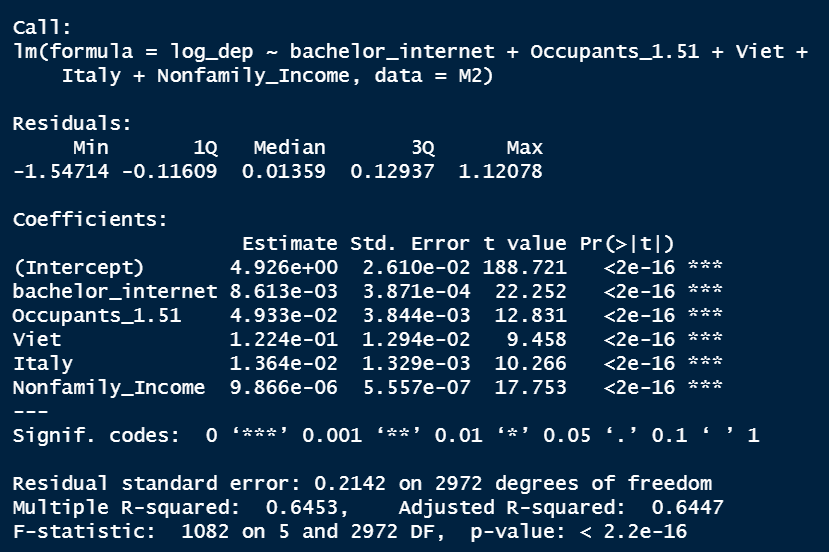 Call:
lm(formula = log_dep ~ bachelor_internet + Occupants_1.51 + Viet +
    Italy + Nonfamily_Income, data = M2)

Residuals:
     Min       1Q   Median       3Q      Max
-1.54714 -0.11609  0.01359  0.12937  1.12078

Coefficients:
                   Estimate Std. Error t value Pr(>|t|)
(Intercept)       4.926e+00  2.610e-02 188.721   <2e-16 ***
bachelor_internet 8.613e-03  3.871e-04  22.252   <2e-16 ***
Occupants_1.51    4.933e-02  3.844e-03  12.831   <2e-16 ***
Viet              1.224e-01  1.294e-02   9.458   <2e-16 ***
Italy             1.364e-02  1.329e-03  10.266   <2e-16 ***
Nonfamily_Income  9.866e-06  5.557e-07  17.753   <2e-16 ***
---
Signif. codes:  0 ‘***’ 0.001 ‘**’ 0.01 ‘*’ 0.05 ‘.’ 0.1 ‘ ’ 1

Residual standard error: 0.2142 on 2972 degrees of freedom
Multiple R-squared:  0.6453,    Adjusted R-squared:  0.6447
F-statistic:  1082 on 5 and 2972 DF,  p-value: < 2.2e-16